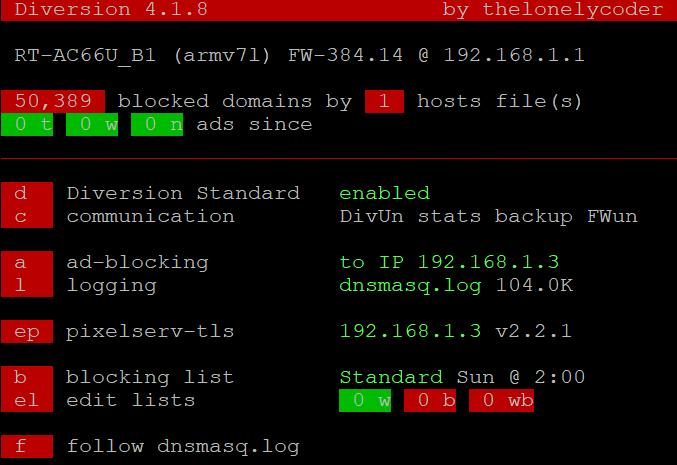 Diversion 4.1.8 by thelonelycoder
RT-AC66U_B1 (armv7l) FW-384.14 @ 192.168.1.1
50,389 blocked domains by 1 hosts file(s)
0 t 0 w 0 n ads since
d Diversion Standard enabled
c communication DivUn stats backup FWun
a ad-blocking to IP 192.168.1.3
l logging dnsmasq.log 104.0K
ep pixelserv-tls 192.168.1.3 v2.2.1
b blocking list Standard Sun @ 2:00
el edit lists 0 w 0 b 0 wb
f follow dnsmasq.log